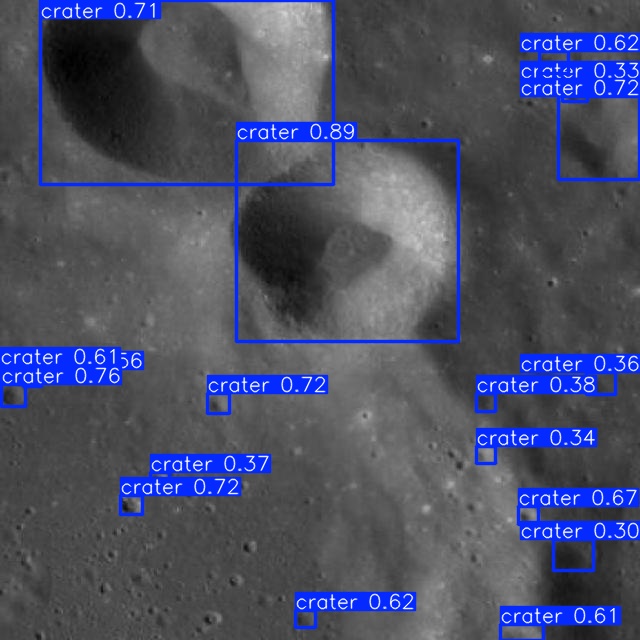 crater 0.71
crater 0.62
crater 0.33
crater 0.72
crater 0.89
crater 0.61
56
crater 0.76
crater 0.72
crater 0.36
crater 0.38
crater 0.34
crater 0.37
crater 0.72
crater 0.67
crater 0.30
crater 0.62
crater 0.61